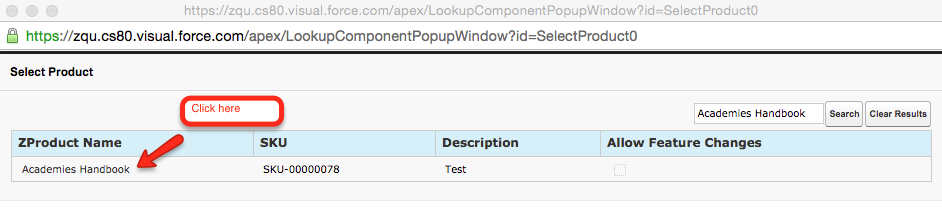 https://zqu.cs80.visual.force.com/apex/LookupComponentPopupWindow?id=SelectProduct0
https://zqu.cs80.visual.force.com/apex/LookupComponentPopupWindow?id=SelectProduct0
Select Product
Click here
Academies Handbook Search Clear Results
ZProduct Name SKU Description Allow Feature Changes
Academies Handbook SKU-00000078 Test